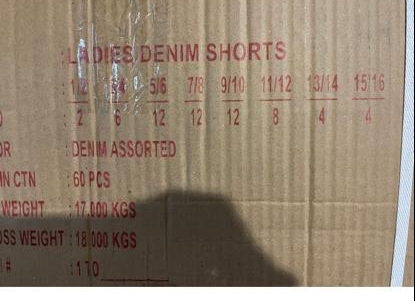 : LADIES DENIM SHORTS
: 1/2 3/4 5/6 7/8 9/10 11/12 13/14 15/16
: 2 6 12 12 12 8 4 4
OR : DENIM ASSORTED
IN CTN : 60 PCS
WEIGHT : 17.000 KGS
OSS WEIGHT : 18.000 KGS
# : 1 TO